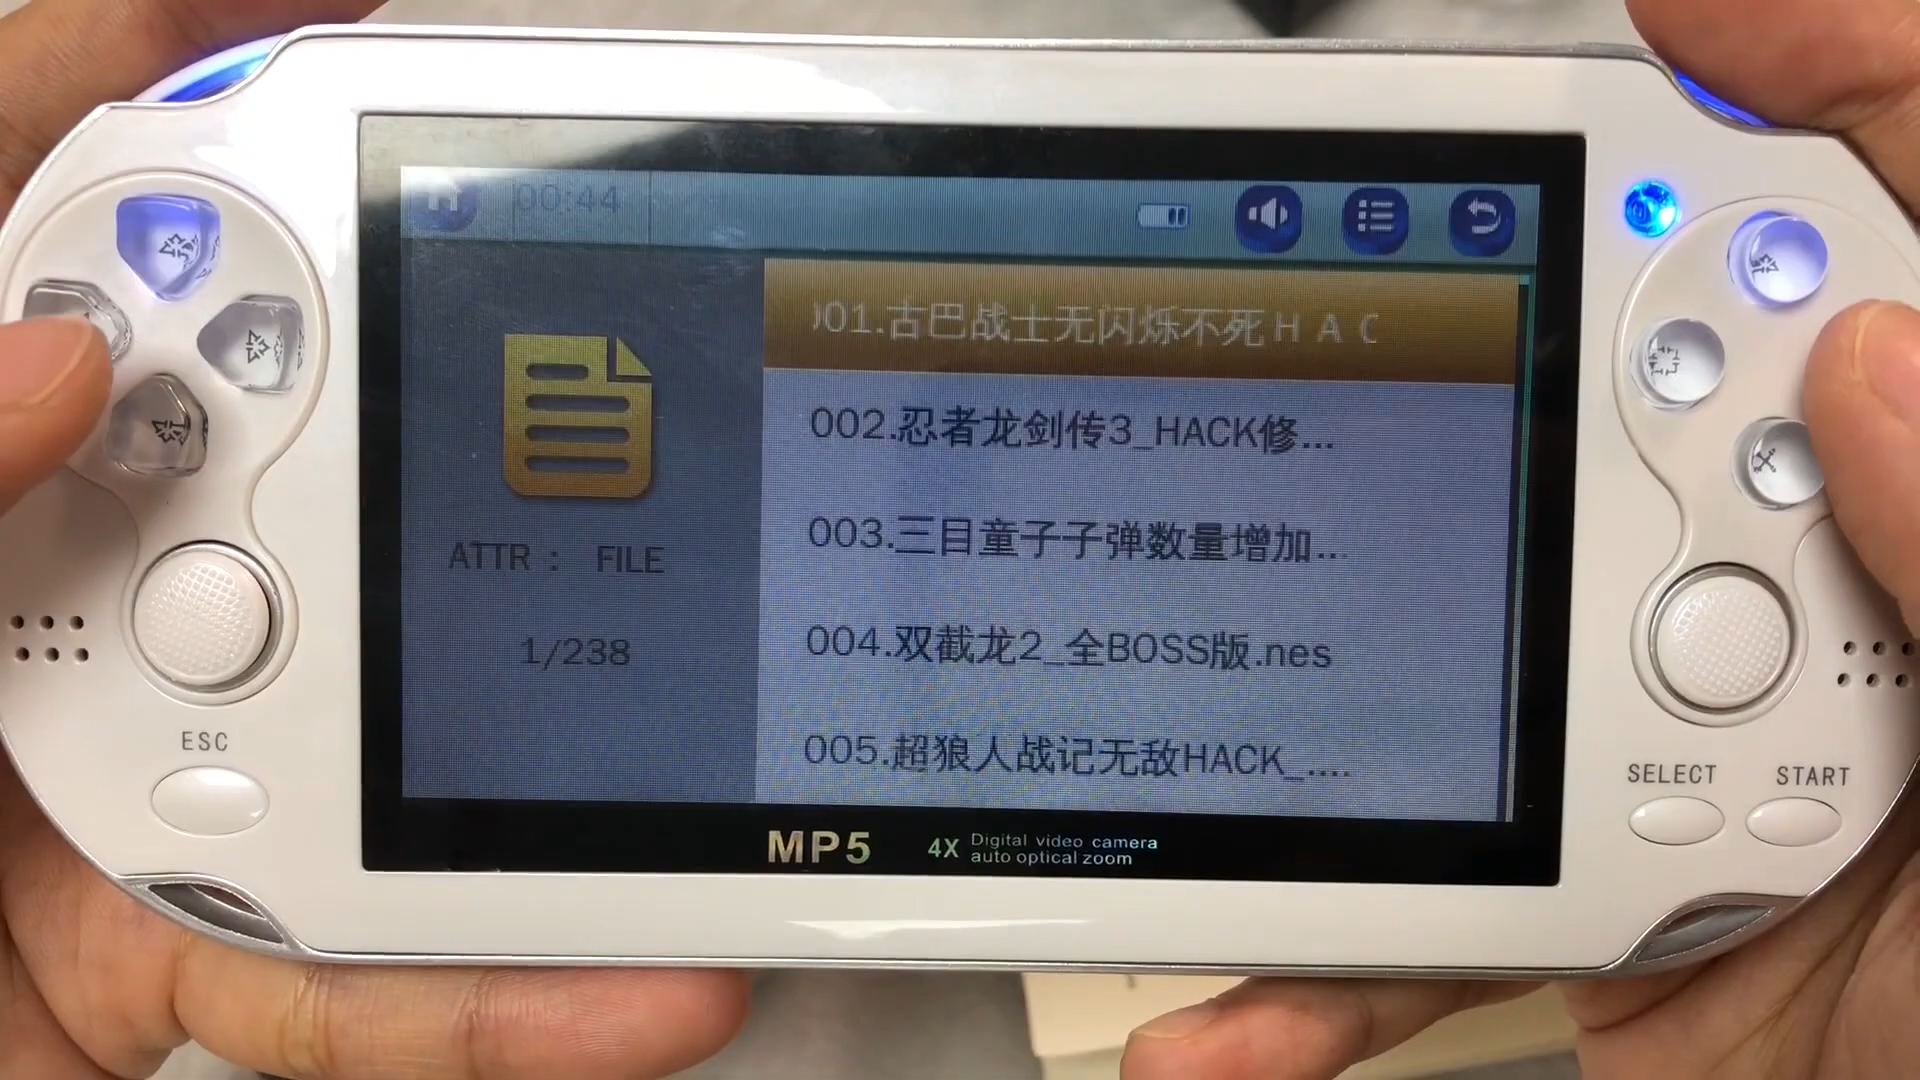 00:44
001.古巴战士无闪烁不死HAC
002.忍者龙剑传3_HACK修...
003.三目童子子弹数量增加...
004.双截龙2_全BOSS版.nes
005.超狼人战记无敌HACK_....
ATTR： FILE
1/238
ESC
SELECT
START
MP5
4X Digital video camera
auto optical zoom